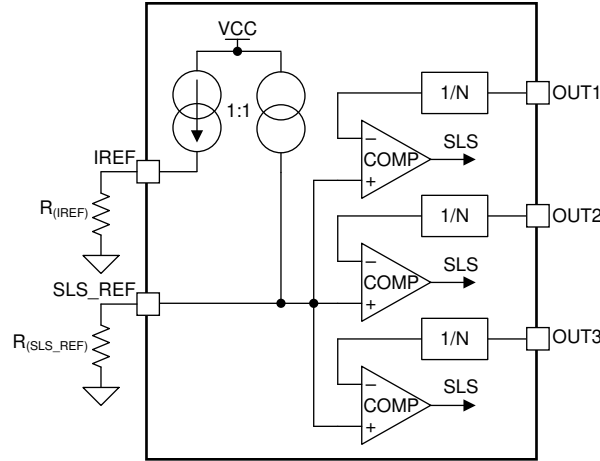 VCC
1/N
OUT1
1:1
SLS
COMP
−
+
IREF
R(IREF)
1/N
OUT2
SLS
COMP
−
+
SLS_REF
R(SLS_REF)
1/N
OUT3
SLS
COMP
−
+